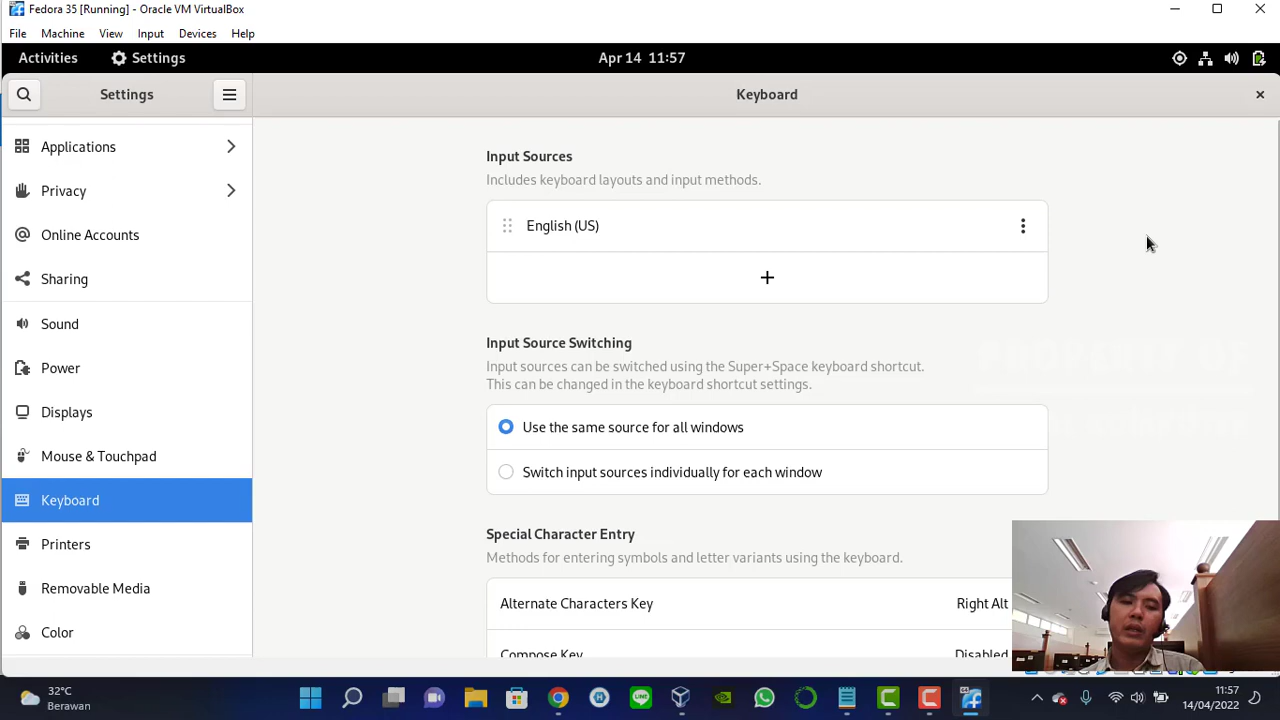 Fedora 35 [Running] - Oracle VM VirtualBox
File Machine View Input Devices Help
Activities Settings Apr 14 11:57
Settings Keyboard
Applications
Privacy
Online Accounts
Sharing
Sound
Power
Displays
Mouse & Touchpad
Keyboard
Printers
Removable Media
Color
Input Sources
Includes keyboard layouts and input methods.
English (US)
Input Source Switching
Input sources can be switched using the Super+Space keyboard shortcut.
This can be changed in the keyboard shortcut settings.
Use the same source for all windows
Switch input sources individually for each window
Special Character Entry
Methods for entering symbols and letter variants using the keyboard.
Alternate Characters Key Right Alt
Compose Key Disabled
32°C
Berawan
11:57
14/04/2022